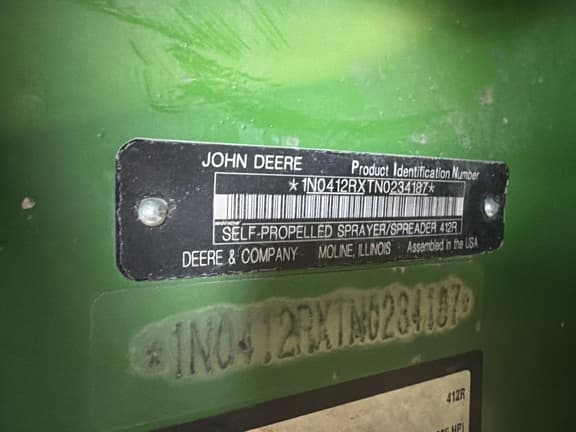 JOHN DEERE Product Identification Number
*1N0412RXTN0234187*
SELF-PROPELLED SPRAYER/SPREADER 412R
DEERE & COMPANY MOLINE, ILLINOIS Assembled in the USA
*1N0412RXTN0234187*
412R
HP)